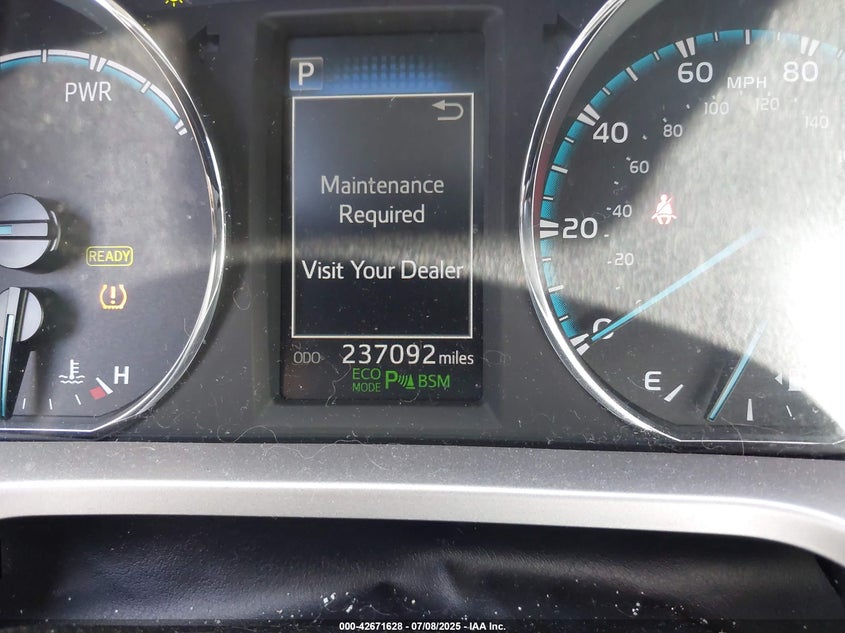 PWR
READY
H
P
Maintenance
Required
Visit Your Dealer
ODO 237092 miles
ECO
MODE P BSM
0
20
40
60
80
MPH
20
40
60
80
100
120
140
E
000-42671628 - 07/08/2025 - IAA Inc.